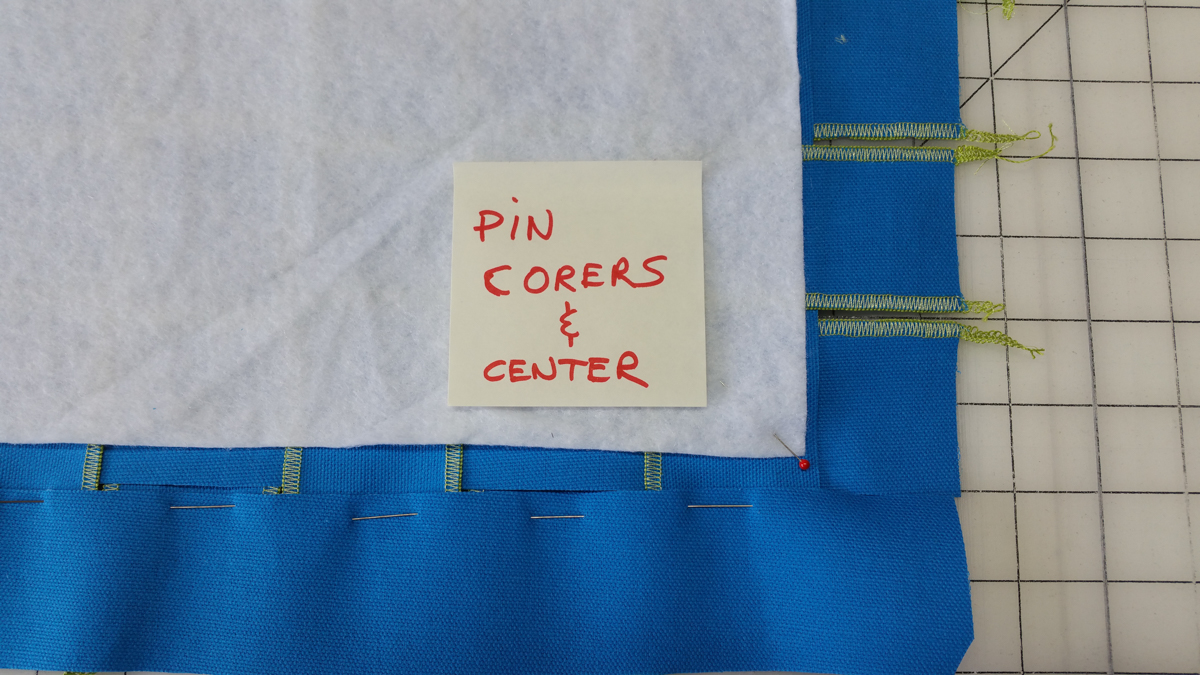 PiN
CORERS
&
CENTER